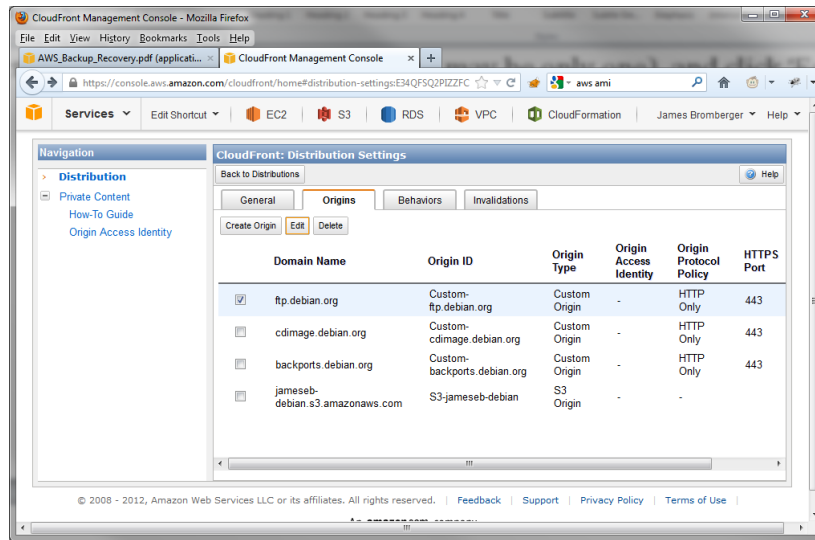 CloudFront Management Console - Mozilla Firefox
File Edit View History Bookmarks Tools Help
AWS_Backup_Recovery.pdf (applicati... × CloudFront Management Console × +
https://console.aws.amazon.com/cloudfront/home#distribution-settings:E34QFSQ2PIZZFC aws ami
Services Edit Shortcut EC2 S3 RDS VPC CloudFormation James Bromberger Help
Navigation
Distribution
Private Content
How-To Guide
Origin Access Identity
CloudFront: Distribution Settings
Back to Distributions Help
General Origins Behaviors Invalidations
Create Origin Edit Delete
Domain Name Origin ID Origin Type Origin Access Identity Origin Protocol Policy HTTPS Port
ftp.debian.org Custom-ftp.debian.org Custom Origin - HTTP Only 443
cdimage.debian.org Custom-cdimage.debian.org Custom Origin - HTTP Only 443
backports.debian.org Custom-backports.debian.org Custom Origin - HTTP Only 443
jameseb-debian.s3.amazonaws.com S3-jameseb-debian S3 Origin - -
© 2008 - 2012, Amazon Web Services LLC or its affiliates. All rights reserved. | Feedback | Support | Privacy Policy | Terms of Use |
An amazon.com company